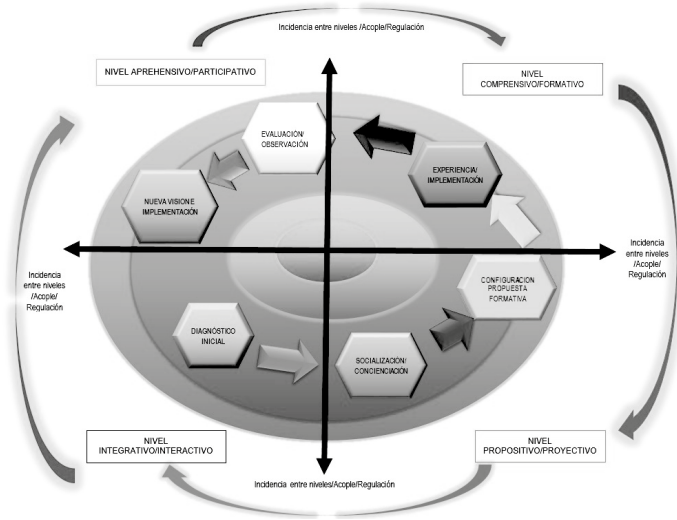 Incidencia entre niveles /Acople/Regulación
NIVEL APREHENSIVO/PARTICIPATIVO
NIVEL
COMPRENSIVO/FORMATIVO
EVALUACIÓN/
OBSERVACIÓN
EXPERIENCIA/
IMPLEMENTACIÓN
NUEVA VISION E
IMPLEMENTACIÓN
Incidencia
entre niveles
/Acople/
Regulación
Incidencia
entre niveles
/Acople/
Regulación
CONFIGURACION
PROPUESTA
FORMATIVA
DIAGNÓSTICO
INICIAL
SOCIALIZACIÓN/
CONCIENCIACIÓN
NIVEL
INTEGRATIVO/INTERACTIVO
NIVEL
PROPOSITIVO/PROYECTIVO
Incidencia entre niveles/Acople/Regulación